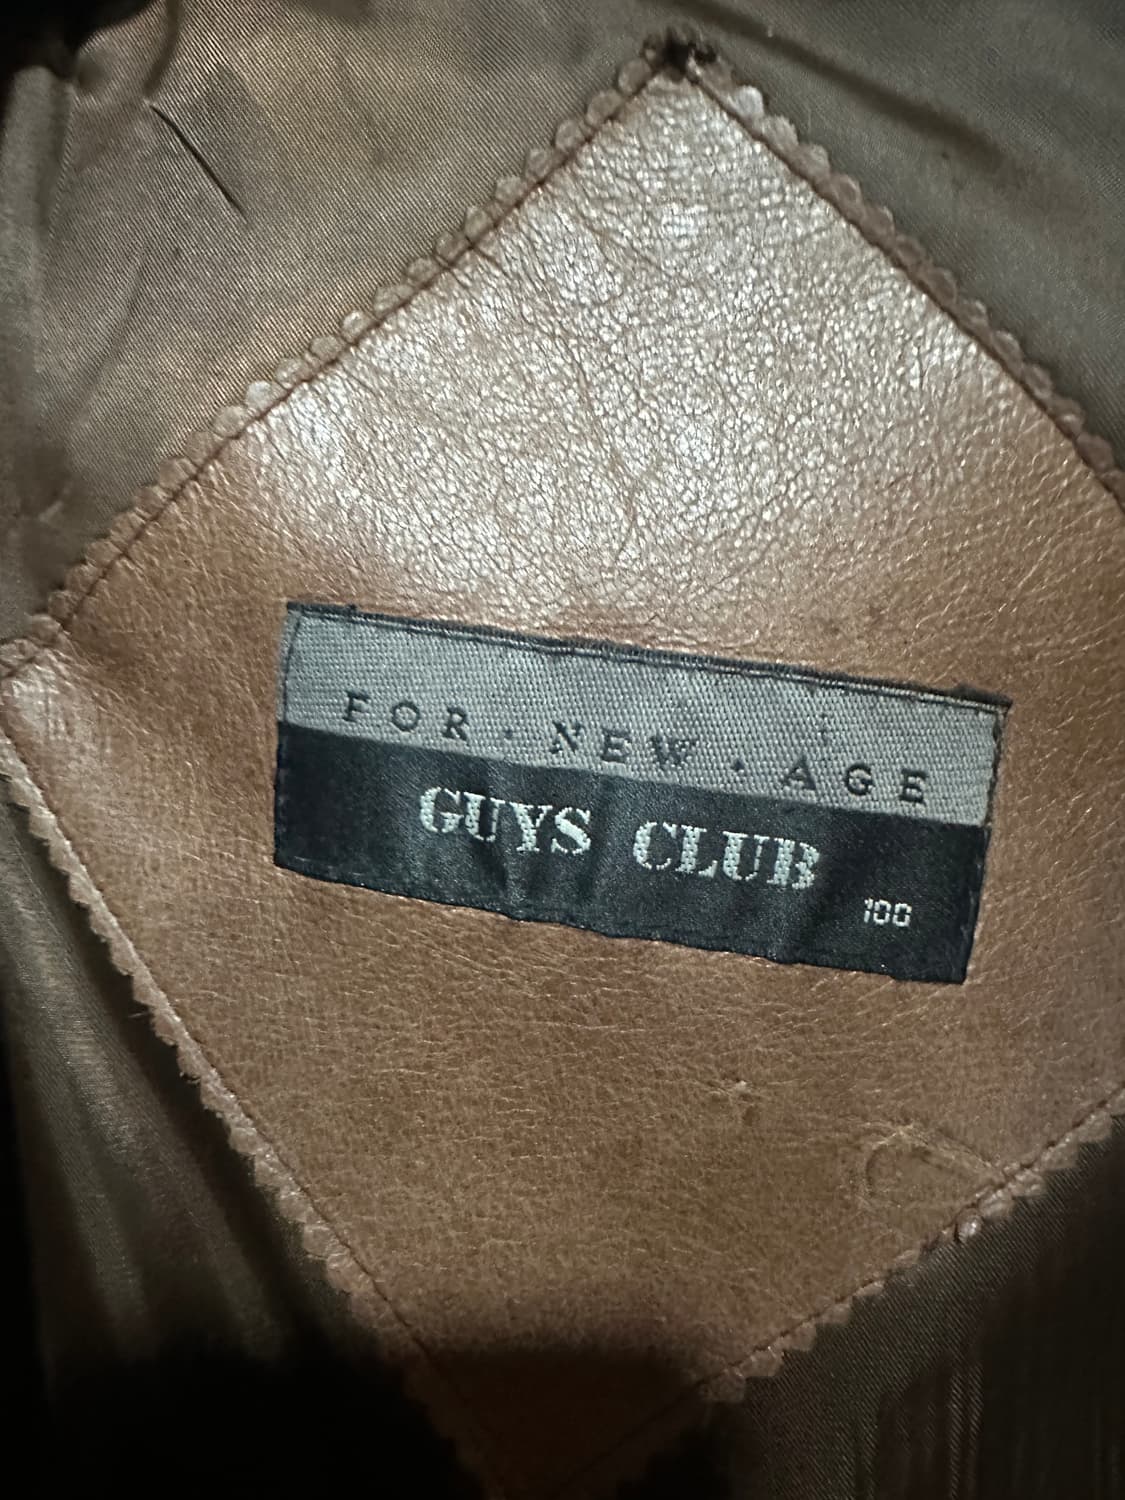 FOR · NEW · AGE
GUYS CLUB
100